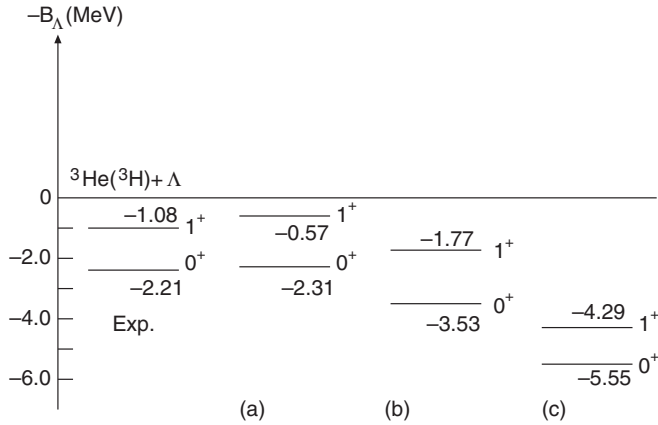 −B_Λ (MeV)
³He(³H)+ Λ
0
−2.0
−4.0
−6.0
−1.08 1⁺
−2.21 0⁺
Exp.
1⁺
−0.57
0⁺
−2.31
(a)
−1.77 1⁺
0⁺
−3.53
(b)
−4.29 1⁺
0⁺
−5.55
(c)